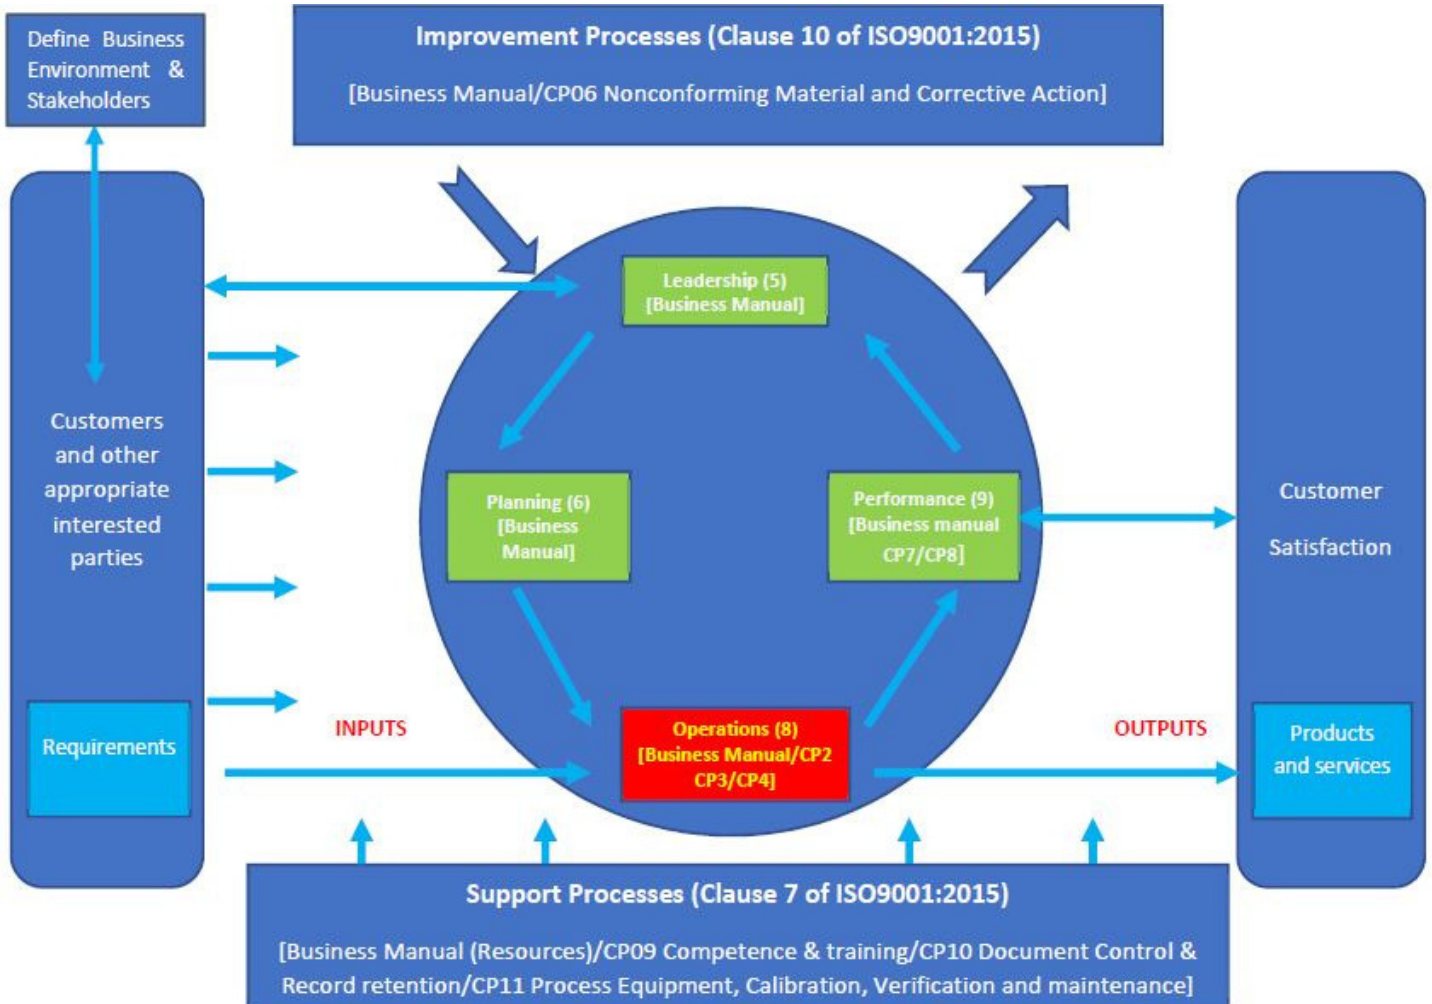 Define Business
Environment &
Stakeholders
Improvement Processes (Clause 10 of ISO9001:2015)
[Business Manual/CP06 Nonconforming Material and Corrective Action]
Customers
and other
appropriate
interested
parties
Requirements
INPUTS
Leadership (5)
[Business Manual]
Planning (6)
[Business
Manual]
Performance (9)
[Business manual
CP7/CP8]
Operations (8)
[Business Manual/CP2
CP3/CP4]
OUTPUTS
Customer
Satisfaction
Products
and services
Support Processes (Clause 7 of ISO9001:2015)
[Business Manual (Resources)/CP09 Competence & training/CP10 Document Control &
Record retention/CP11 Process Equipment, Calibration, Verification and maintenance]